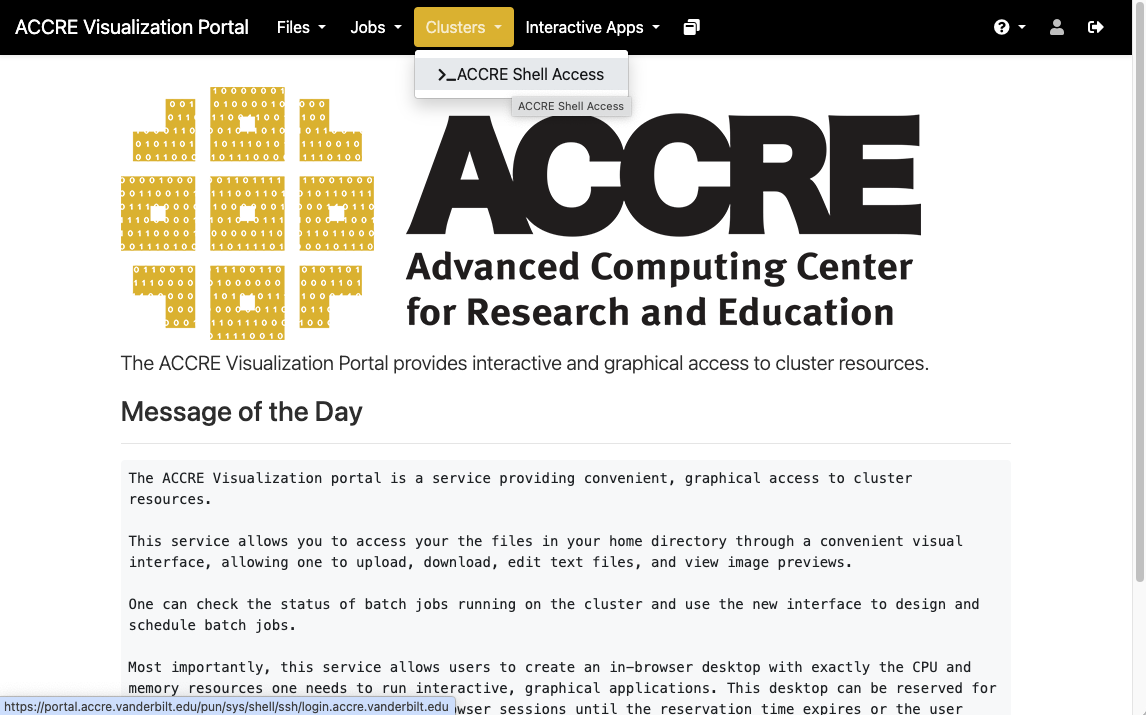 ACCRE Visualization Portal Files Jobs Clusters Interactive Apps
>_ACCRE Shell Access
ACCRE Shell Access
ACCRE
Advanced Computing Center
for Research and Education
The ACCRE Visualization Portal provides interactive and graphical access to cluster resources.
Message of the Day
The ACCRE Visualization portal is a service providing convenient, graphical access to cluster
resources.
This service allows you to access your the files in your home directory through a convenient visual
interface, allowing one to upload, download, edit text files, and view image previews.
One can check the status of batch jobs running on the cluster and use the new interface to design and
schedule batch jobs.
Most importantly, this service allows users to create an in-browser desktop with exactly the CPU and
memory resources one needs to run interactive, graphical applications. This desktop can be reserved for
wser sessions until the reservation time expires or the user
https://portal.accre.vanderbilt.edu/pun/sys/shell/ssh/login.accre.vanderbilt.edu